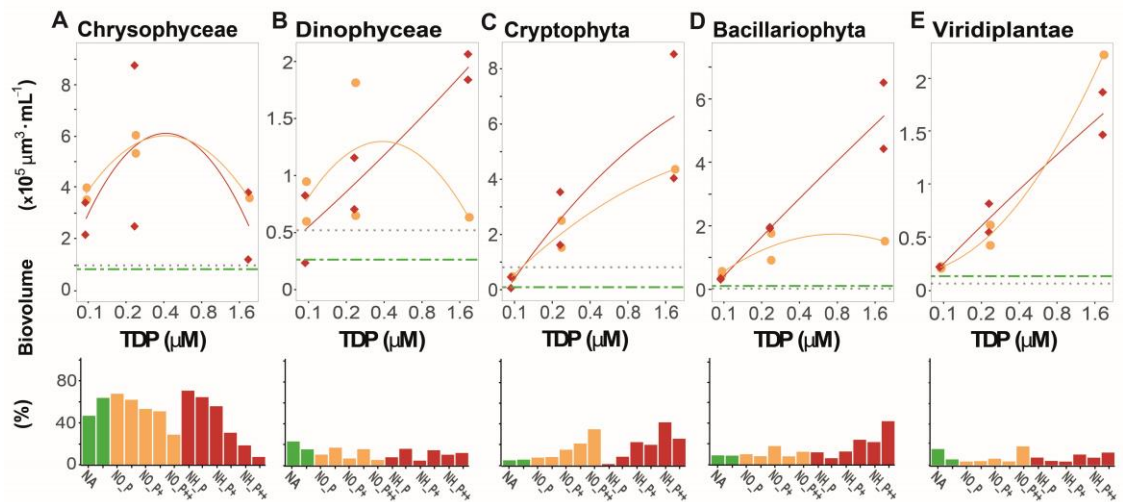 A Chrysophyceae
B Dinophyceae
C Cryptophyta
D Bacillariophyta
E Viridiplantae
Biovolume (x10⁵ μm³·mL⁻¹)
8
6
4
2
0
2
1.5
1
0.5
0
8
6
4
2
0
6
4
2
0
2
1.5
1
0.5
0
0.1 0.2 0.4 0.8 1.6
0.1 0.2 0.4 0.8 1.6
0.1 0.2 0.4 0.8 1.6
0.1 0.2 0.4 0.8 1.6
0.1 0.2 0.4 0.8 1.6
TDP (μM)
TDP (μM)
TDP (μM)
TDP (μM)
TDP (μM)
(%)
80
40
0
NA NO_P NO_P+ NO_P++ NH_P NH_P+ NH_P++
NA NO_P NO_P+ NO_P++ NH_P NH_P+ NH_P++
NA NO_P NO_P+ NO_P++ NH_P NH_P+ NH_P++
NA NO_P NO_P+ NO_P++ NH_P NH_P+ NH_P++
NA NO_P NO_P+ NO_P++ NH_P NH_P+ NH_P++